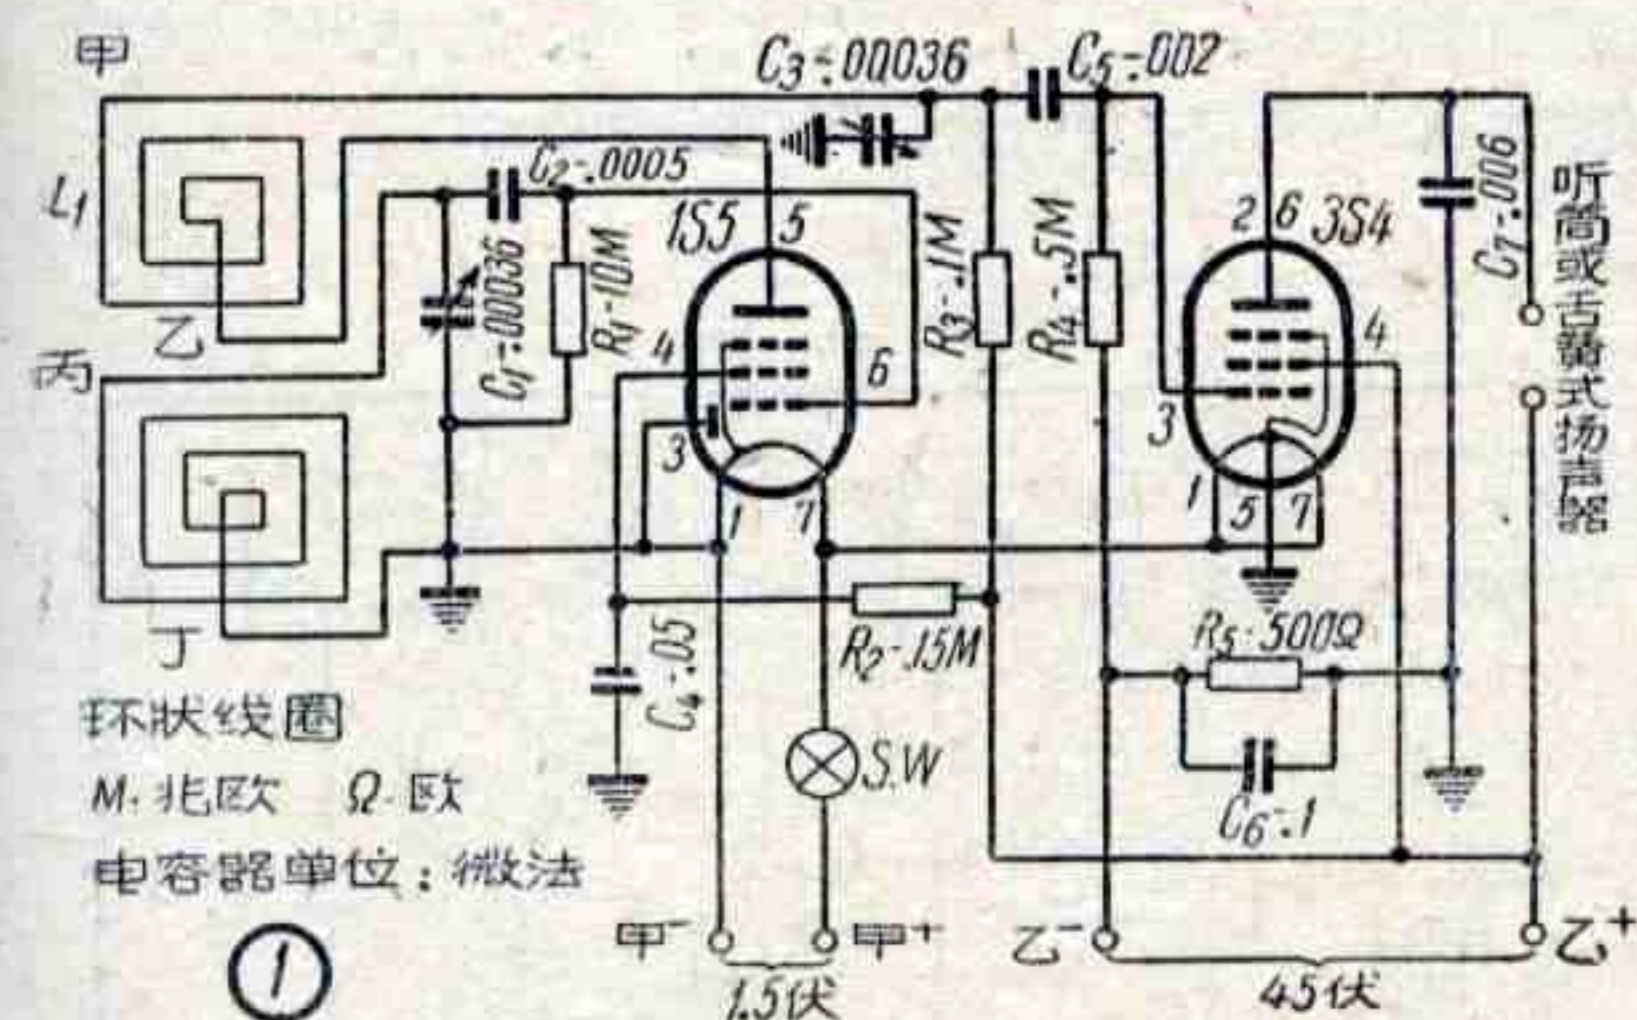 甲
C3-.00036
C5-.002
L1
C2-.0005
1S5
5
2 6
3S4
C1-.00036
R1-10M
R3-.1M
R4-.5M
C7-.006
听筒或舌簧式扬声器
乙
丙
4
6
4
3
3
1
7
1
5
7
丁
C4-.05
R2-.15M
R5-500Ω
S.W
C6-.1
环狀线圈
M.兆欧 Ω.欧
电容器单位：微法
甲-
甲+
乙-
乙+
1
1.5伏
45伏